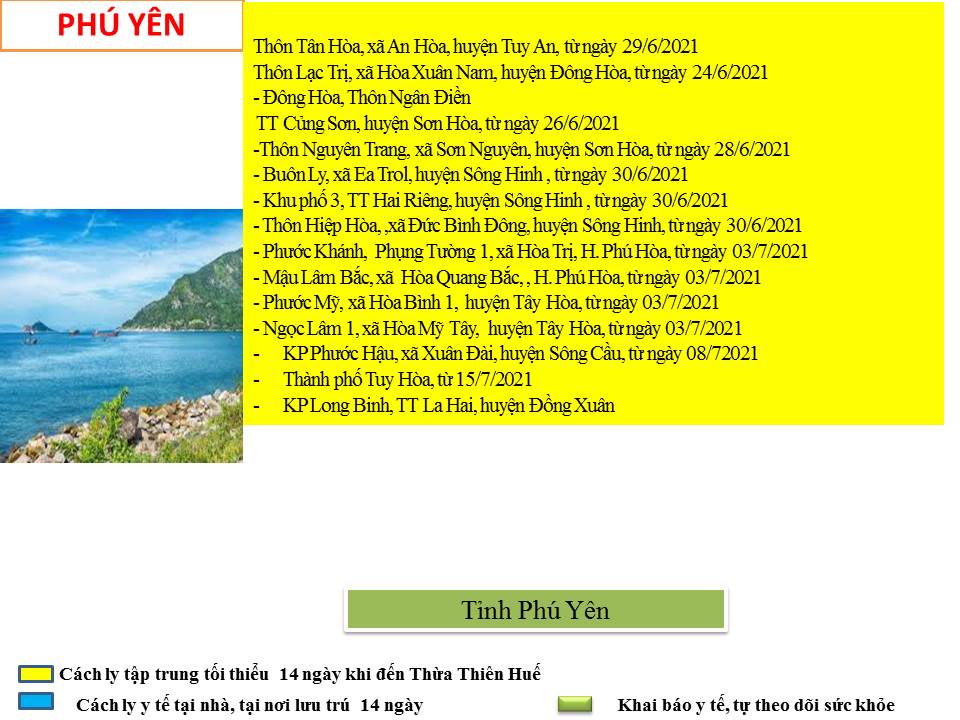 PHÚ YÊN
Thôn Tân Hòa, xã An Hòa, huyện Tuy An, từ ngày 29/6/2021
Thôn Lạc Trị, xã Hòa Xuân Nam, huyện Đông Hòa, từ ngày 24/6/2021
- Đông Hòa, Thôn Ngân Điền
TT Củng Sơn, huyện Sơn Hòa, từ ngày 26/6/2021
-Thôn Nguyên Trang, xã Sơn Nguyên, huyện Sơn Hòa, từ ngày 28/6/2021
- Buôn Ly, xã Ea Trol, huyện Sông Hinh , từ ngày 30/6/2021
- Khu phố 3, TT Hai Riêng, huyện Sông Hinh , từ ngày 30/6/2021
- Thôn Hiệp Hòa, ,xã Đức Bình Đông, huyện Sông Hinh, từ ngày 30/6/2021
- Phước Khánh, Phụng Tường 1, xã Hòa Trị, H. Phú Hòa, từ ngày 03/7/2021
- Mậu Lâm Bắc, xã Hòa Quang Bắc, , H. Phú Hòa, từ ngày 03/7/2021
- Phước Mỹ, xã Hòa Bình 1, huyện Tây Hòa, từ ngày 03/7/2021
- Ngọc Lâm 1, xã Hòa Mỹ Tây, huyện Tây Hòa, từ ngày 03/7/2021
- KP Phước Hậu, xã Xuân Đài, huyện Sông Cầu, từ ngày 08/72021
- Thành phố Tuy Hòa, từ 15/7/2021
- KP Long Binh, TT La Hai, huyện Đồng Xuân
Tỉnh Phú Yên
Cách ly tập trung tối thiểu 14 ngày khi đến Thừa Thiên Huế
Cách ly y tế tại nhà, tại nơi lưu trú 14 ngày
Khai báo y tế, tự theo dõi sức khỏe